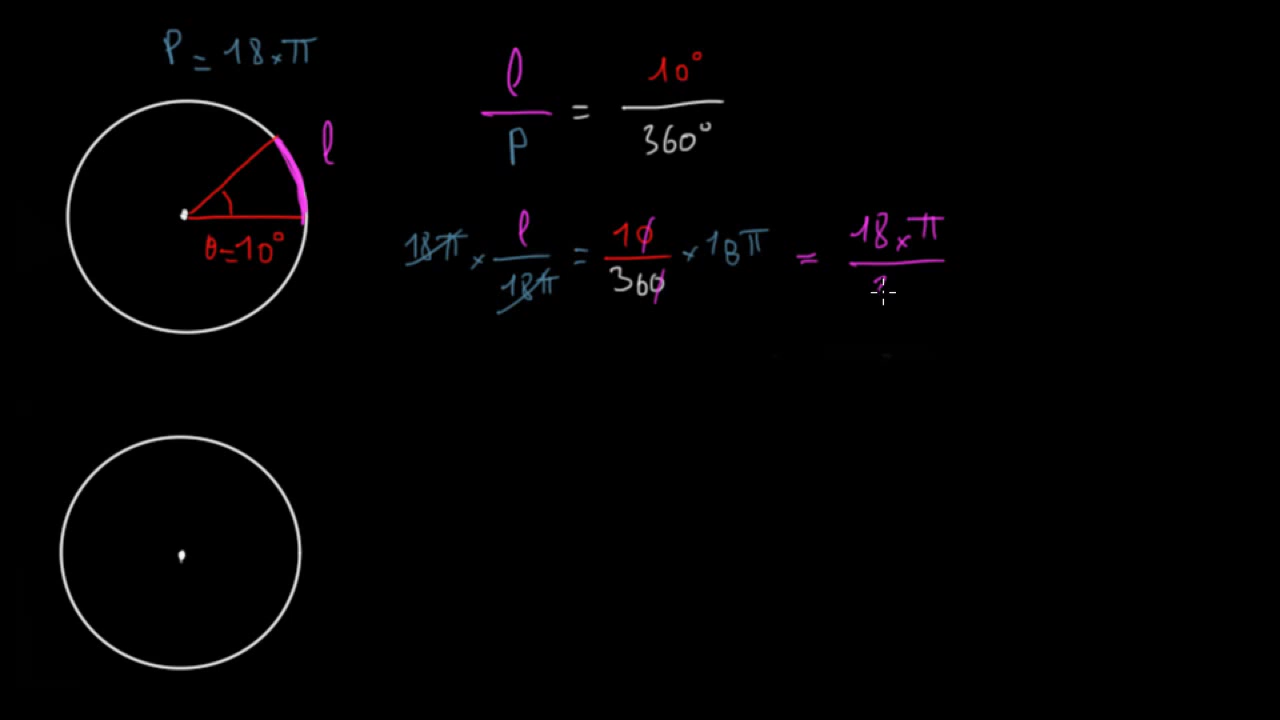 P = 18 × π
l
θ = 10°
l / P = 10° / 360°
18π × l / 18π = 10 / 360 × 18π = 18 × π /